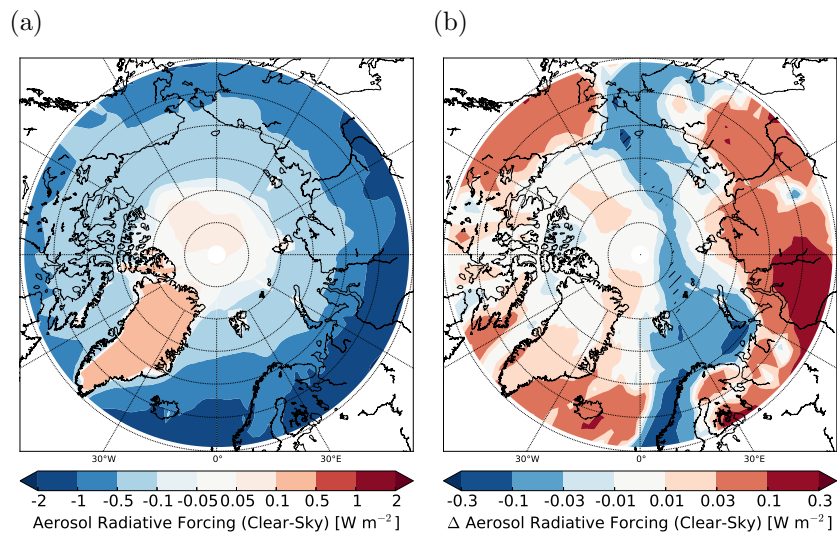 (a)
(b)
30°W 0° 30°E
30°W 0° 30°E
-2 -1 -0.5 -0.1 -0.05 0.05 0.1 0.5 1 2
-0.3 -0.1 -0.03 -0.01 0.01 0.03 0.1 0.3
Aerosol Radiative Forcing (Clear-Sky) [W m⁻²]
Δ Aerosol Radiative Forcing (Clear-Sky) [W m⁻²]